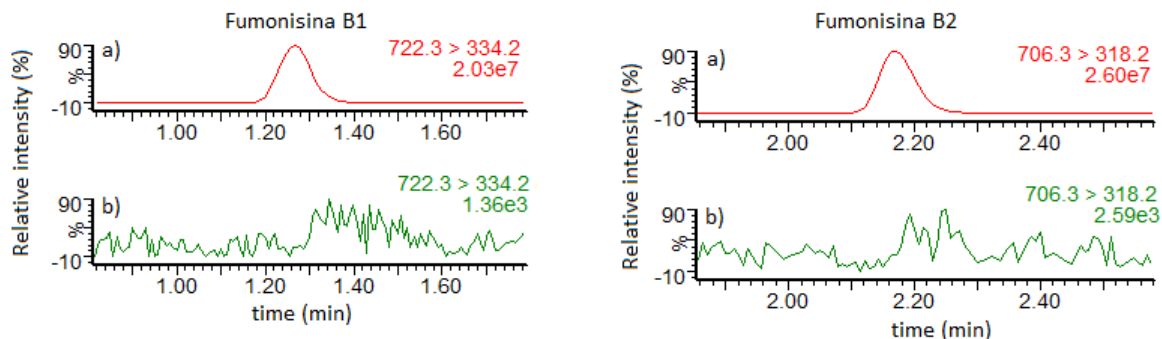 Fumonisina B1
Relative intensity (%)
a)
722.3 > 334.2
2.03e7
90
%
-10
1.00 1.20 1.40 1.60
b)
722.3 > 334.2
1.36e3
90
%
-10
1.00 1.20 1.40 1.60
time (min)
Fumonisina B2
Relative intensity (%)
a)
706.3 > 318.2
2.60e7
90
%
-10
2.00 2.20 2.40
b)
706.3 > 318.2
2.59e3
90
%
-10
2.00 2.20 2.40
time (min)